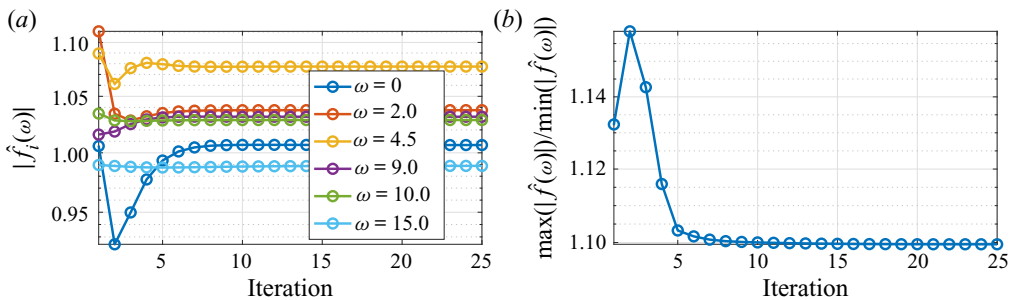 (a)
1.10
1.05
1.00
0.95
|f̂ᵢ(ω)|
5 10 15 20 25
Iteration
ω = 0
ω = 2.0
ω = 4.5
ω = 9.0
ω = 10.0
ω = 15.0
(b)
1.14
1.12
1.10
max(|f̂(ω)|)/min(|f̂(ω)|)
5 10 15 20 25
Iteration